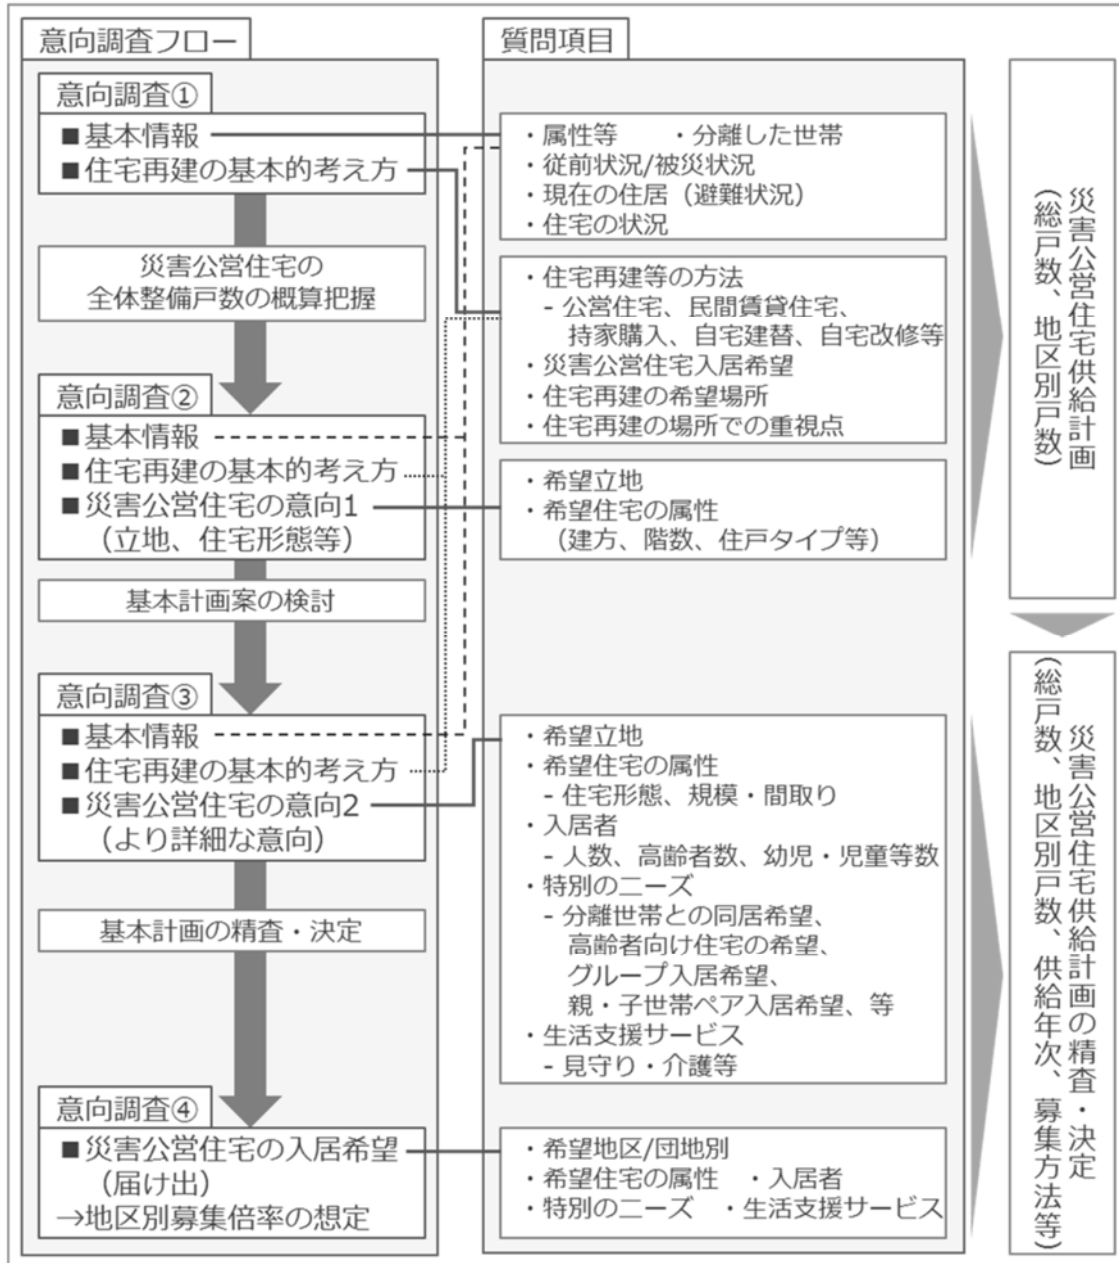 意向調査フロー
意向調査①
■基本情報
■住宅再建の基本的考え方
災害公営住宅の
全体整備戸数の概算把握
意向調査②
■基本情報
■住宅再建の基本的考え方
■災害公営住宅の意向1
（立地、住宅形態等）
基本計画案の検討
意向調査③
■基本情報
■住宅再建の基本的考え方
■災害公営住宅の意向2
（より詳細な意向）
基本計画の精査・決定
意向調査④
■災害公営住宅の入居希望
（届け出）
→地区別募集倍率の想定
質問項目
・属性等　・分離した世帯
・従前状況/被災状況
・現在の住居（避難状況）
・住宅の状況
・住宅再建等の方法
- 公営住宅、民間賃貸住宅、
持家購入、自宅建替、自宅改修等
・災害公営住宅入居希望
・住宅再建の希望場所
・住宅再建の場所での重視点
・希望立地
・希望住宅の属性
（建方、階数、住戸タイプ等）
・希望立地
・希望住宅の属性
- 住宅形態、規模・間取り
・入居者
- 人数、高齢者数、幼児・児童等数
・特別のニーズ
- 分離世帯との同居希望、
高齢者向け住宅の希望、
グループ入居希望、
親・子世帯ペア入居希望、等
・生活支援サービス
- 見守り・介護等
・希望地区/団地別
・希望住宅の属性　・入居者
・特別のニーズ　・生活支援サービス
災害公営住宅供給計画
（総戸数、地区別戸数）
災害公営住宅供給計画の精査・決定
（総戸数、地区別戸数、供給年次、募集方法等）